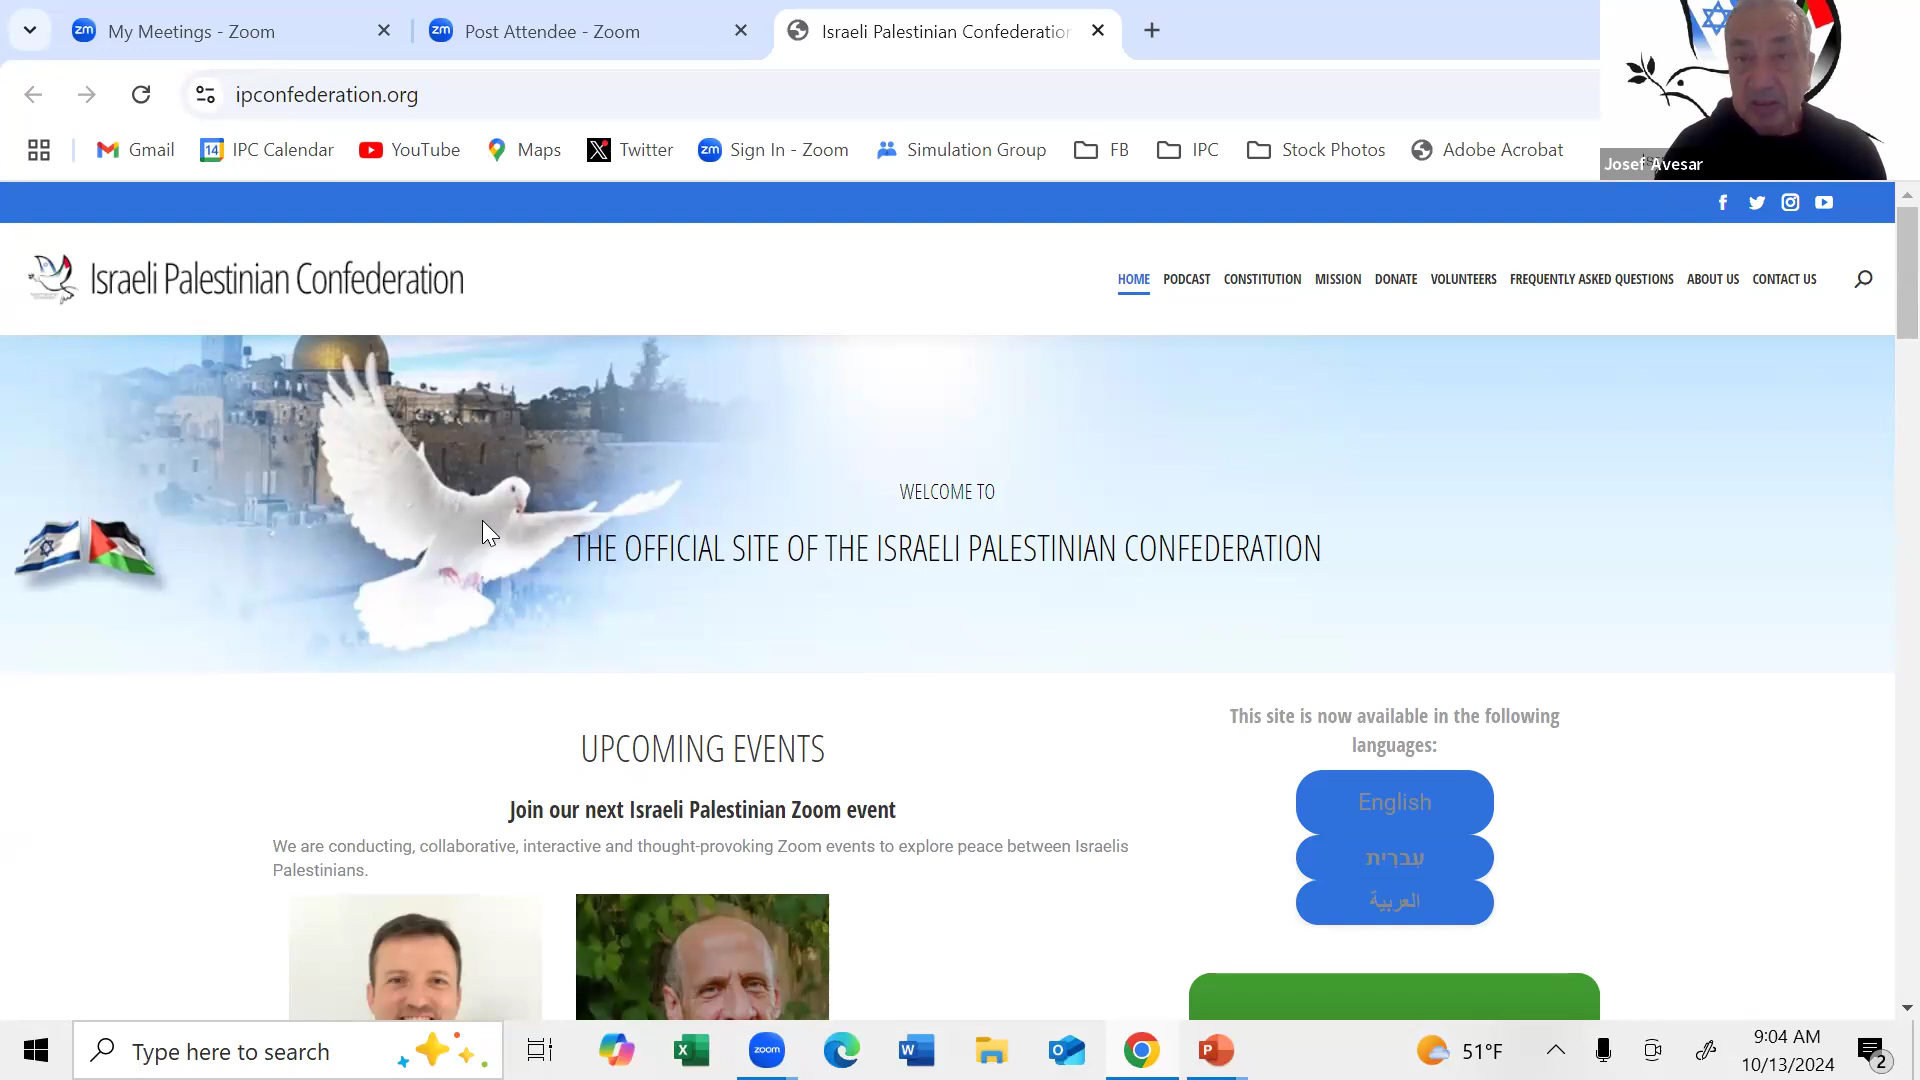 My Meetings - Zoom
Post Attendee - Zoom
Israeli Palestinian Confederation
ipconfederation.org
Gmail
IPC Calendar
YouTube
Maps
Twitter
Sign In - Zoom
Simulation Group
FB
IPC
Stock Photos
Adobe Acrobat
Josef Avesar
Israeli Palestinian Confederation
HOME
PODCAST
CONSTITUTION
MISSION
DONATE
VOLUNTEERS
FREQUENTLY ASKED QUESTIONS
ABOUT US
CONTACT US
WELCOME TO
THE OFFICIAL SITE OF THE ISRAELI PALESTINIAN CONFEDERATION
UPCOMING EVENTS
Join our next Israeli Palestinian Zoom event
We are conducting, collaborative, interactive and thought-provoking Zoom events to explore peace between Israelis
Palestinians.
This site is now available in the following
languages:
English
עִברִית
العربية
Type here to search
zoom
51°F
9:04 AM
10/13/2024
2